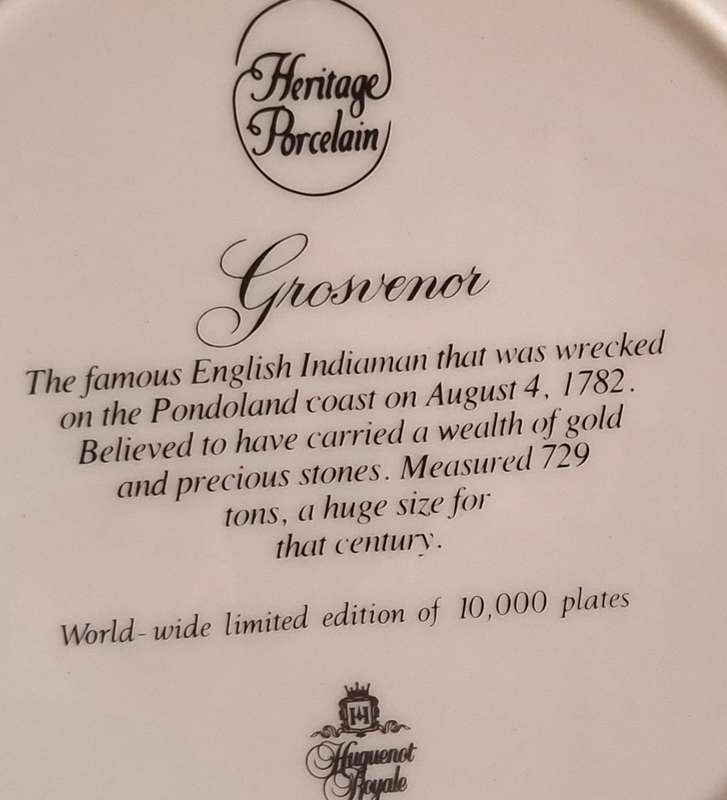 Heritage
Porcelain
Grosvenor
The famous English Indiaman that was wrecked
on the Pondoland coast on August 4, 1782.
Believed to have carried a wealth of gold
and precious stones. Measured 729
tons, a huge size for
that century.
World-wide limited edition of 10,000 plates
H
Huguenot
Royale